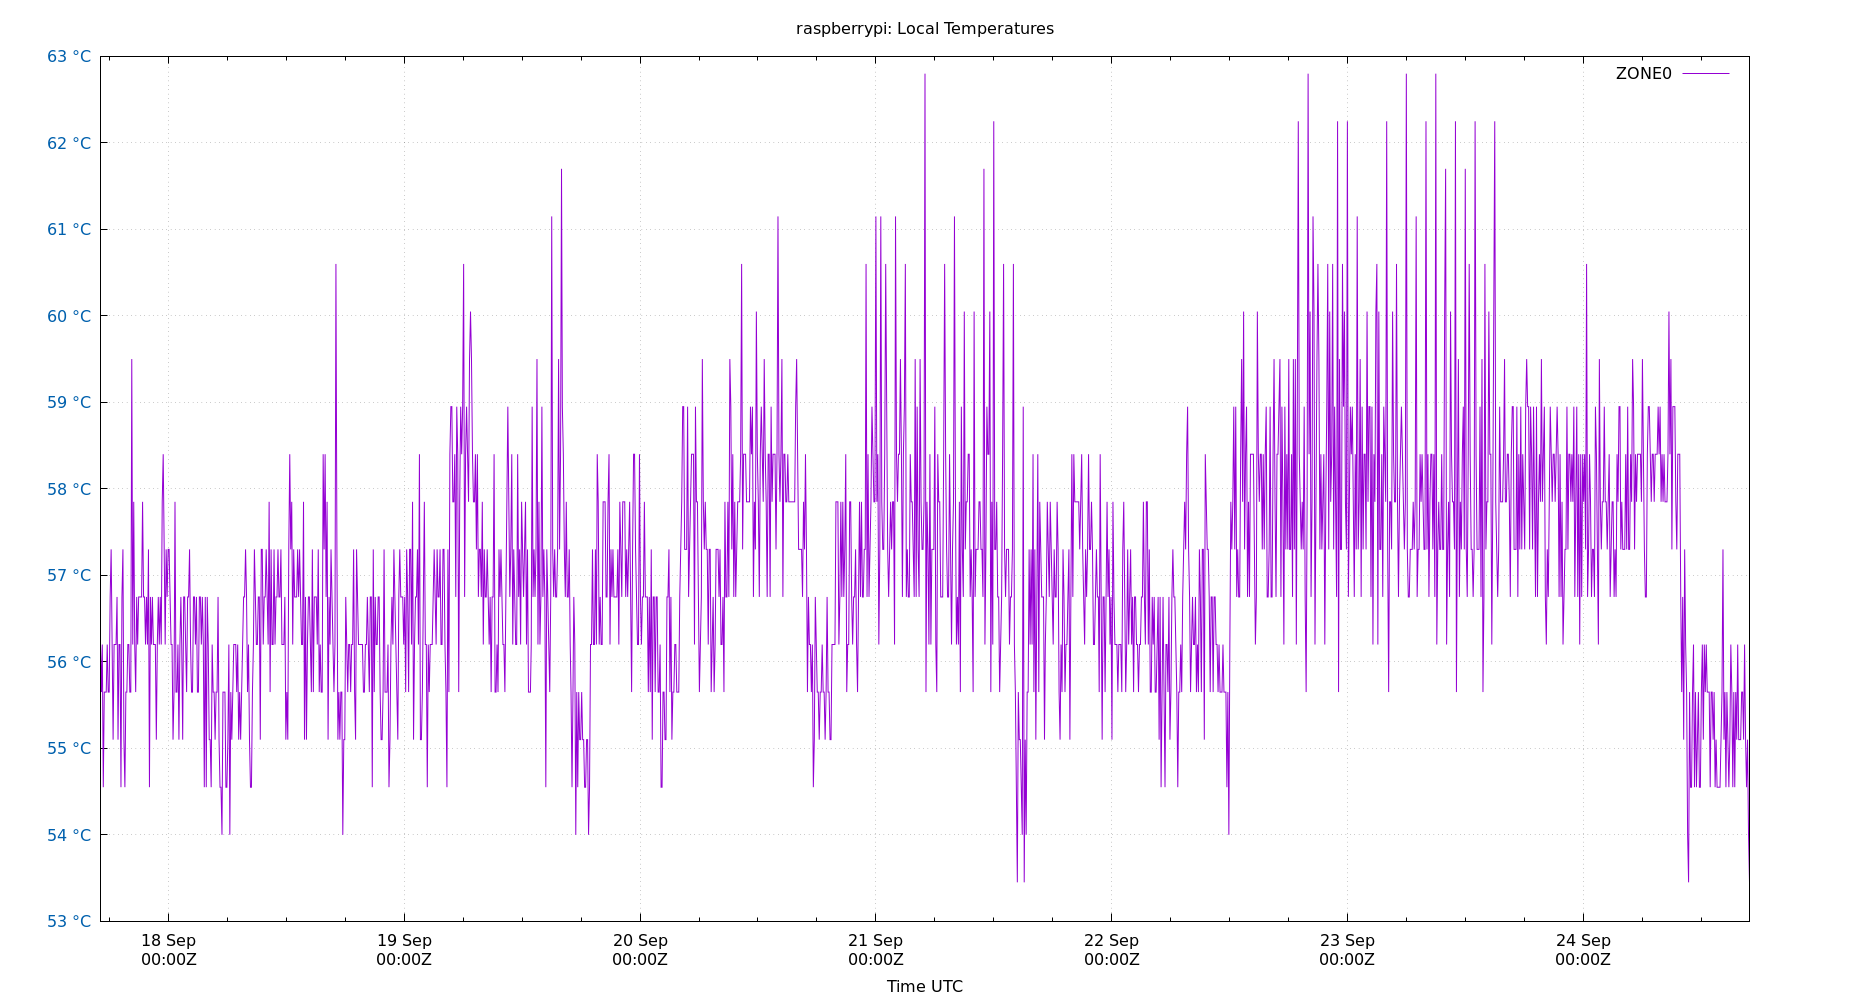 raspberrypi: Local Temperatures
ZONE0
63 °C
62 °C
61 °C
60 °C
59 °C
58 °C
57 °C
56 °C
55 °C
54 °C
53 °C
18 Sep 19 Sep 20 Sep 21 Sep 22 Sep 23 Sep 24 Sep
00:00Z 00:00Z 00:00Z 00:00Z 00:00Z 00:00Z 00:00Z
Time UTC